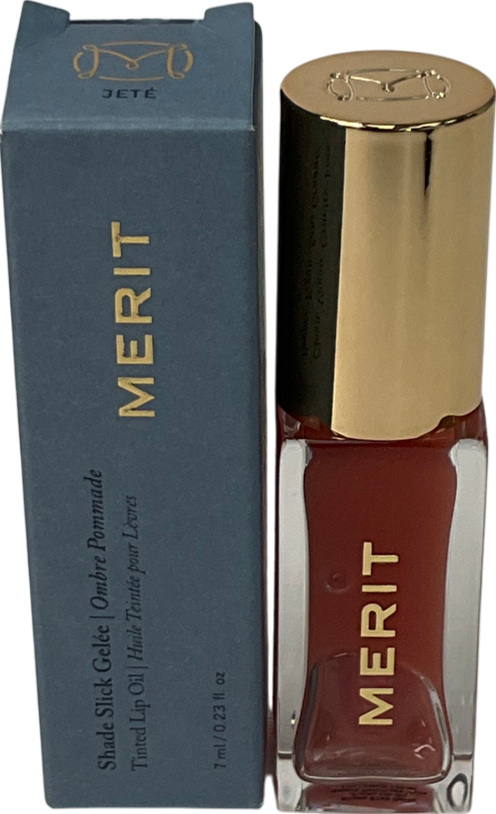 JETÉ
MERIT
Shade Slick Gelée | Ombre Pommade
Tinted Lip Oil | Huile Teintée pour Lèvres
7 ml / 0.23 fl. oz
MERIT